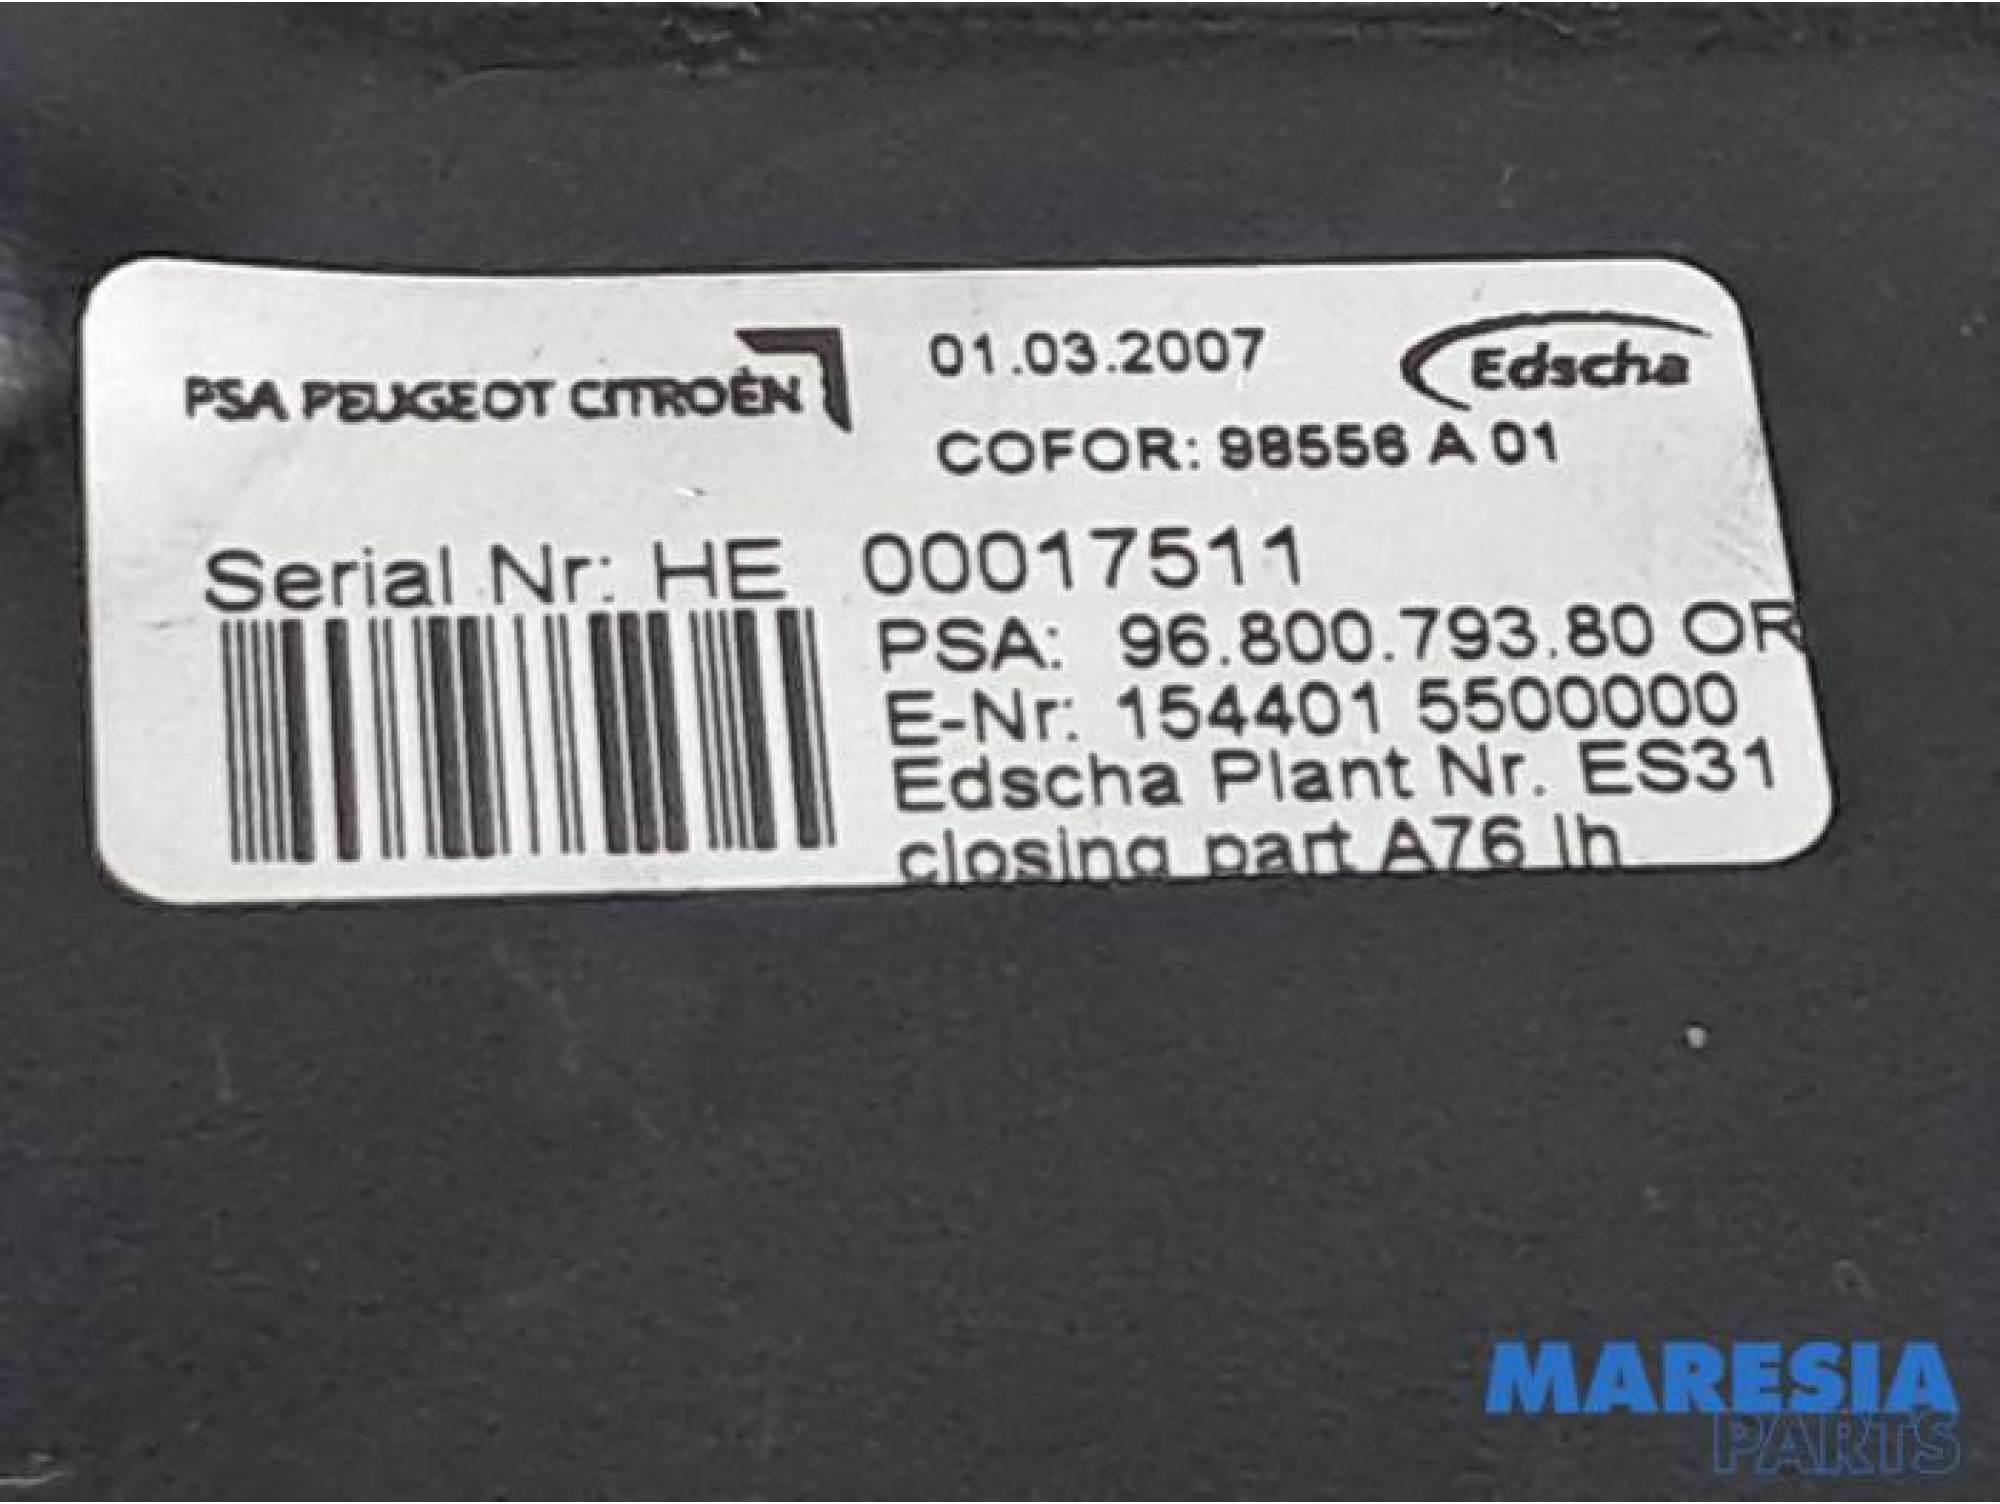 PSA PEUGEOT CITROËN
01.03.2007
Edscha
COFOR: 98556 A 01
Serial Nr: HE 00017511
PSA: 96.800.793.80 OR
E-Nr: 154401 5500000
Edscha Plant Nr. ES31
closing part A76 lh
MARESIA
PARTS